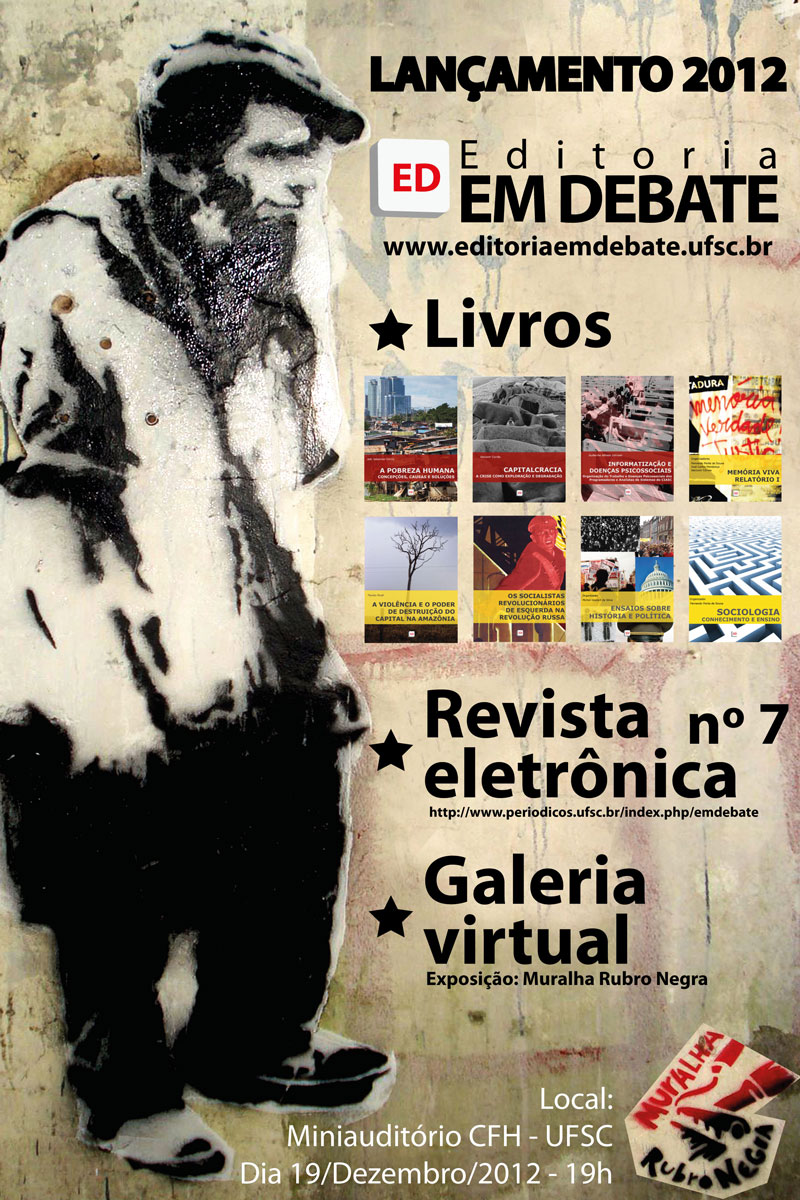 LANÇAMENTO 2012
ED
Editoria
EM DEBATE
www.editoriaemdebate.ufsc.br
Livros
A POBREZA HUMANA
CONCEPÇÕES, CAUSAS E SOLUÇÕES
CAPITALCRACIA
A CRISE COMO EXPLORAÇÃO E DEGRADAÇÃO
INFORMATIZAÇÃO E
DOENÇAS PSICOSSOCIAIS
TADURA
memória
verdade
MEMÓRIA VIVA
RELATÓRIO I
A VIOLÊNCIA E O PODER
DE DESTRUIÇÃO DO
CAPITAL NA AMAZÔNIA
OS SOCIALISTAS
REVOLUCIONÁRIOS
DE ESQUERDA NA
REVOLUÇÃO RUSSA
ENSAIOS SOBRE
HISTÓRIA E POLÍTICA
SOCIOLOGIA
CONHECIMENTO E ENSINO
Revista nº 7
eletrônica
http://www.periodicos.ufsc.br/index.php/emdebate
Galeria
virtual
Exposição: Muralha Rubro Negra
MURALHA
RUBRO NEGRA
Local:
Miniauditório CFH - UFSC
Dia 19/Dezembro/2012 - 19h